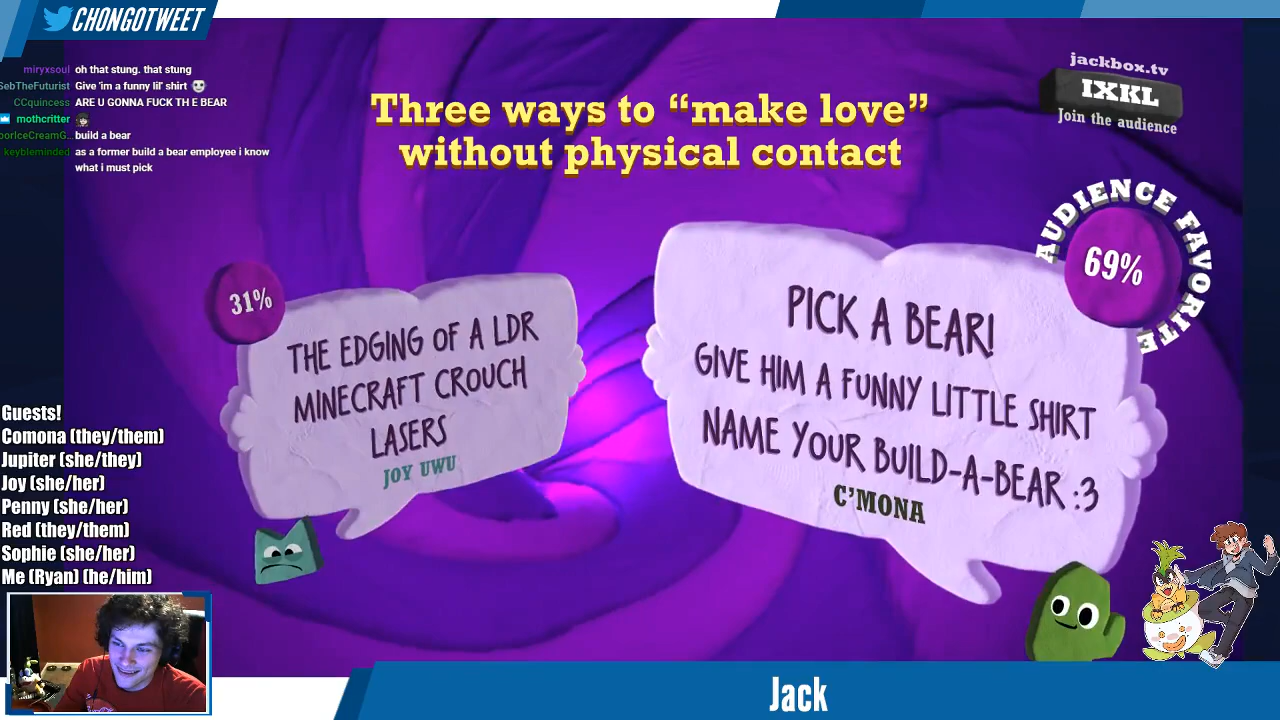 CHONGOTWEET
miryxsoul oh that stung. that stung
SebTheFuturist Give 'im a funny lil' shirt
CCquincess ARE U GONNA FUCK TH E BEAR
mothcritter
porIceCreamG... build a bear
keybleminded as a former build a bear employee i know
what i must pick
Three ways to “make love”
without physical contact
jackbox.tv
IXKL
Join the audience
AUDIENCE FAVORITE
69%
31%
THE EDGING OF A LDR
MINECRAFT CROUCH
LASERS
JOY UWU
PICK A BEAR!
GIVE HIM A FUNNY LITTLE SHIRT
NAME YOUR BUILD-A-BEAR :3
C'MONA
Guests!
Comona (they/them)
Jupiter (she/they)
Joy (she/her)
Penny (she/her)
Red (they/them)
Sophie (she/her)
Me (Ryan) (he/him)
Jack